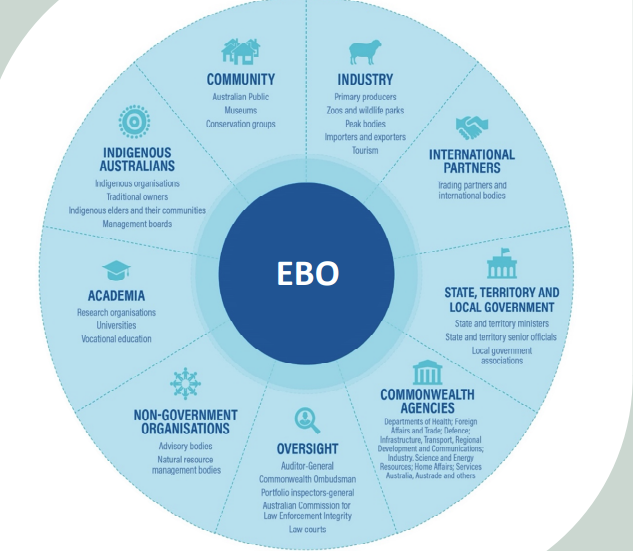 COMMUNITY
Australian Public
Museums
Conservation groups
INDUSTRY
Primary producers
Zoos and wildlife parks
Peak bodies
Importers and exporters
Tourism
INTERNATIONAL
PARTNERS
Trading partners and
international bodies
STATE, TERRITORY AND
LOCAL GOVERNMENT
State and territory ministers
State and territory senior officials
Local government
associations
COMMONWEALTH
AGENCIES
Departments of Health; Foreign
Affairs and Trade; Defence;
Infrastructure, Transport, Regional
Development and Communications;
Industry, Science and Energy
Resources; Home Affairs; Services
Australia, Austrade and others
OVERSIGHT
Auditor-General
Commonwealth Ombudsman
Portfolio inspectors-general
Australian Commission for
Law Enforcement Integrity
Law courts
NON-GOVERNMENT
ORGANISATIONS
Advisory bodies
Natural resource
management bodies
ACADEMIA
Research organisations
Universities
Vocational education
INDIGENOUS
AUSTRALIANS
Indigenous organisations
Traditional owners
Indigenous elders and their communities
Management boards
EBO